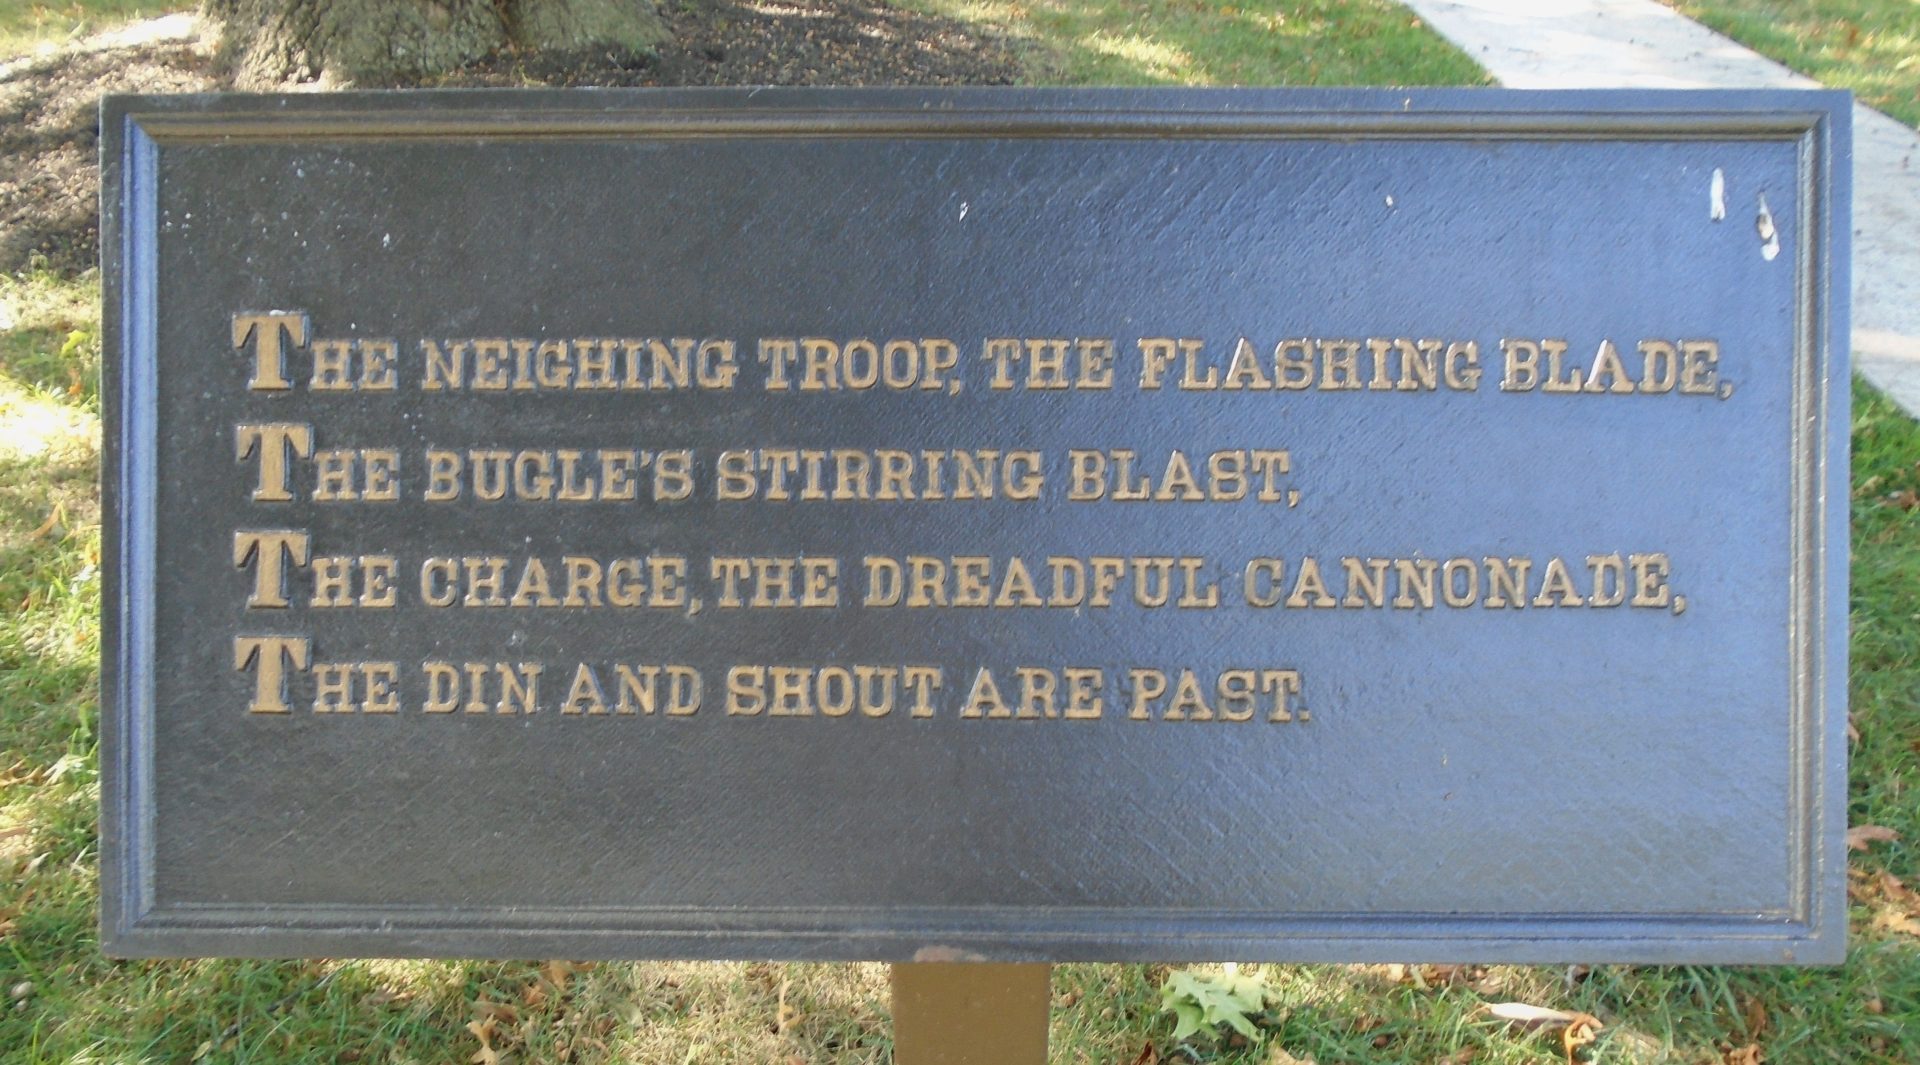 The neighing troop, the flashing blade,
The bugle's stirring blast,
The charge, the dreadful cannonade,
The din and shout are past.